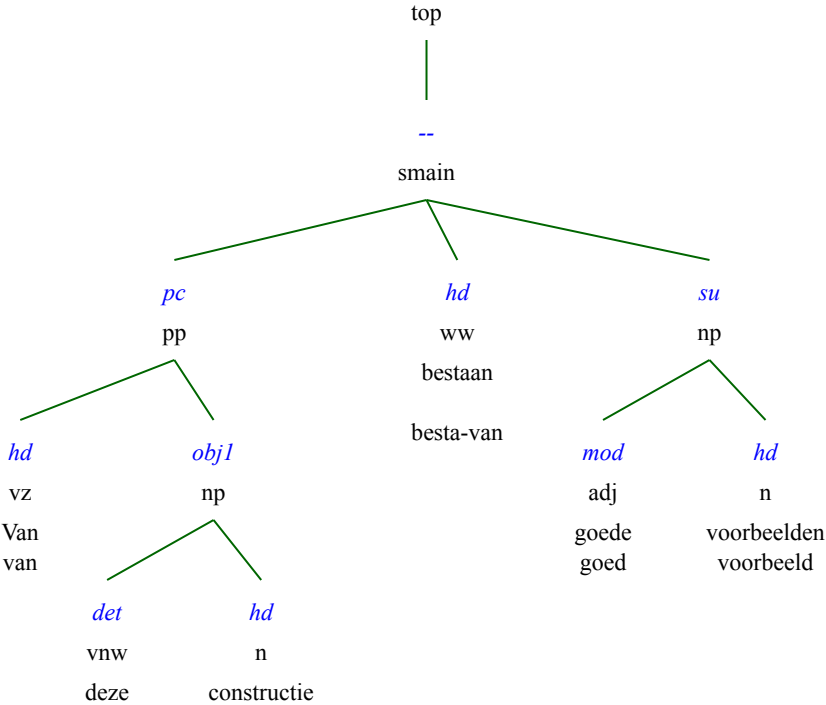 top
--
smain
pc hd su
pp ww np
bestaan
besta-van
hd obj1 mod hd
vz np adj n
Van goede voorbeelden
van goed voorbeeld
det hd
vnw n
deze constructie